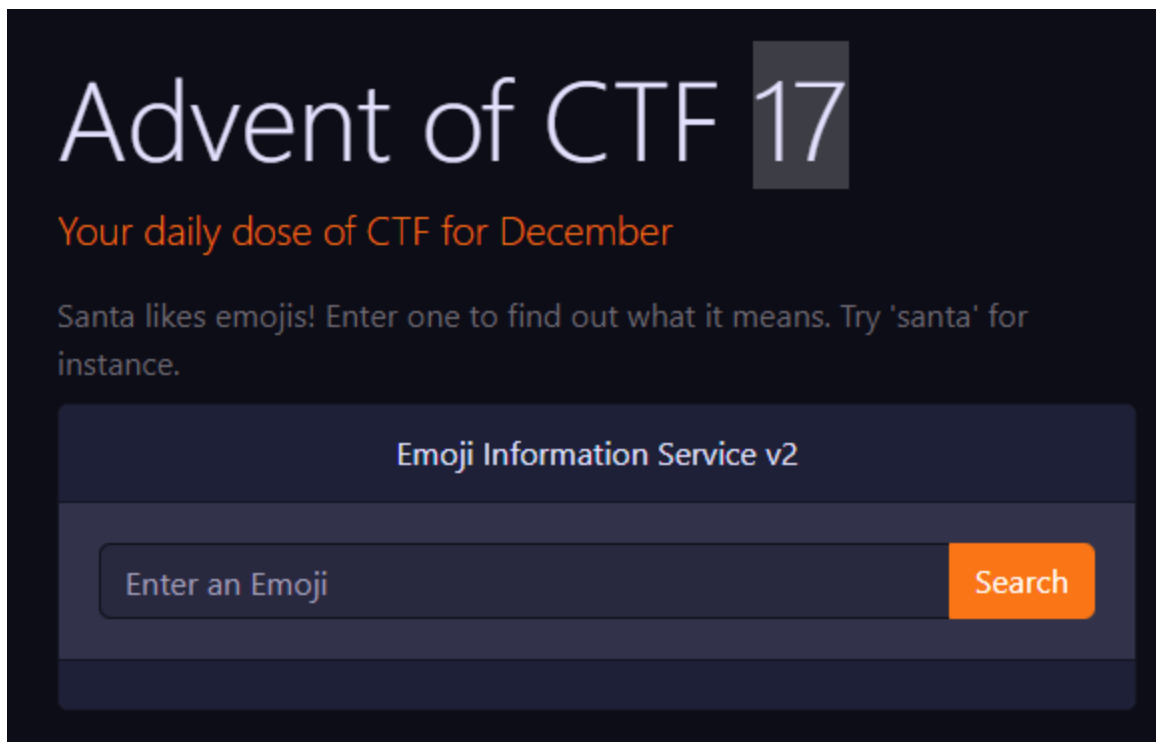 Advent of CTF 17
Your daily dose of CTF for December
Santa likes emojis! Enter one to find out what it means. Try 'santa' for
instance.
Emoji Information Service v2
Enter an Emoji
Search